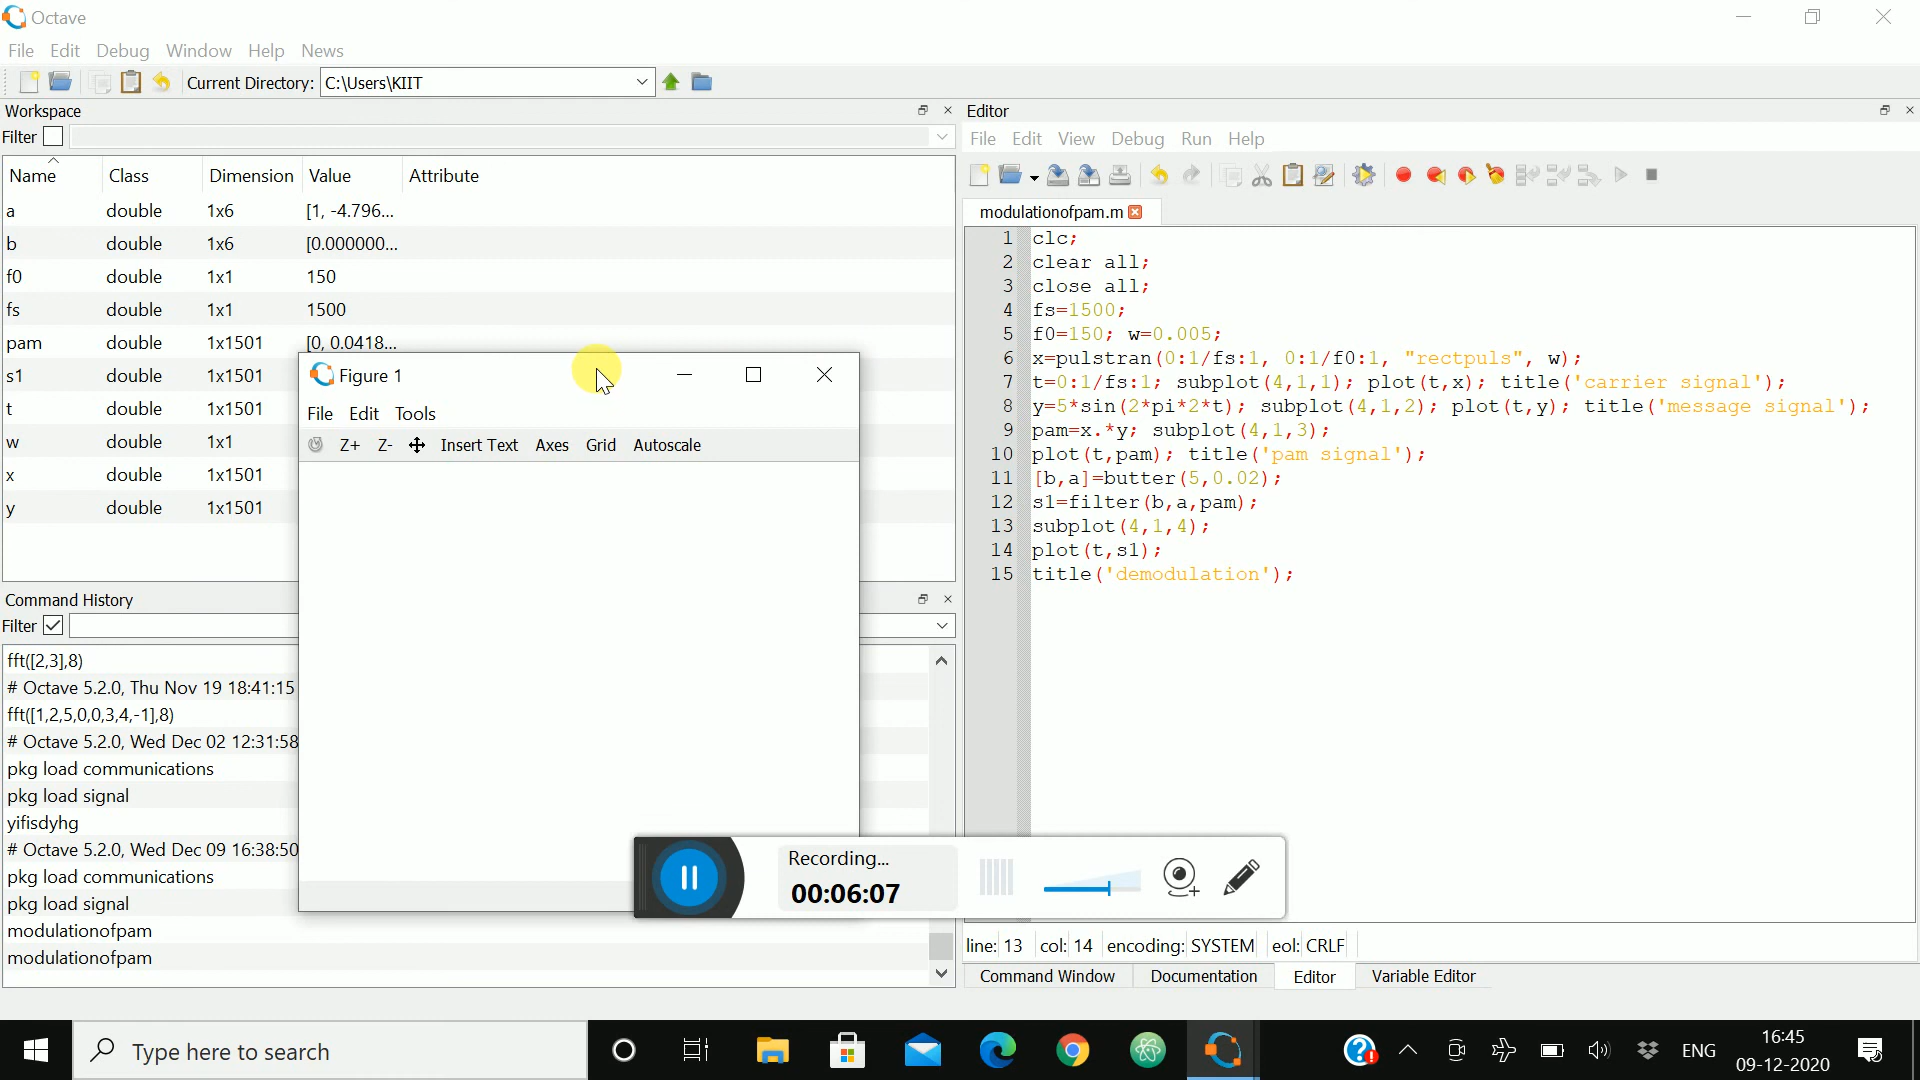 Octave
File Edit Debug Window Help News
Current Directory: C:\Users\KIIT
Workspace
Filter
Name Class Dimension Value Attribute
a double 1x6 [1, -4.796...
b double 1x6 [0.000000...
f0 double 1x1 150
fs double 1x1 1500
pam double 1x1501 [0, 0.0418...
s1 double 1x1501
t double 1x1501
w double 1x1
x double 1x1501
y double 1x1501
Figure 1
File Edit Tools
Z+ Z- Insert Text Axes Grid Autoscale
Command History
Filter
fft([2,3],8)
# Octave 5.2.0, Thu Nov 19 18:41:15
fft([1,2,5,0,0,3,4,-1],8)
# Octave 5.2.0, Wed Dec 02 12:31:58
pkg load communications
pkg load signal
yifisdyhg
# Octave 5.2.0, Wed Dec 09 16:38:50
pkg load communications
pkg load signal
modulationofpam
modulationofpam
Recording...
00:06:07
Editor
File Edit View Debug Run Help
modulationofpam.m
1 clc;
2 clear all;
3 close all;
4 fs=1500;
5 f0=150; w=0.005;
6 x=pulstran(0:1/fs:1, 0:1/f0:1, "rectpuls", w);
7 t=0:1/fs:1; subplot(4,1,1); plot(t,x); title('carrier signal');
8 y=5*sin(2*pi*2*t); subplot(4,1,2); plot(t,y); title('message signal');
9 pam=x.*y; subplot(4,1,3);
10 plot(t,pam); title('pam signal');
11 [b,a]=butter(5,0.02);
12 s1=filter(b,a,pam);
13 subplot(4,1,4);
14 plot(t,s1);
15 title('demodulation');
line: 13 col: 14 encoding: SYSTEM eol: CRLF
Command Window Documentation Editor Variable Editor
Type here to search
ENG
16:45
09-12-2020